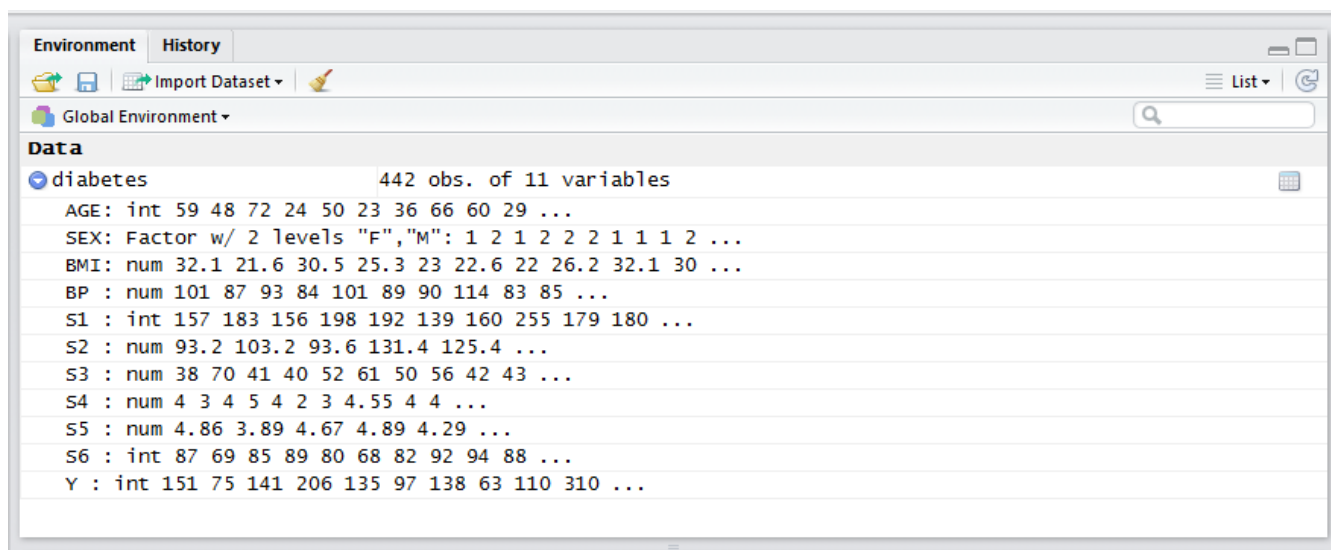 Environment History
Import Dataset List
Global Environment
Data
diabetes 442 obs. of 11 variables
AGE: int 59 48 72 24 50 23 36 66 60 29 ...
SEX: Factor w/ 2 levels "F","M": 1 2 1 2 2 2 1 1 1 2 ...
BMI: num 32.1 21.6 30.5 25.3 23 22.6 22 26.2 32.1 30 ...
BP : num 101 87 93 84 101 89 90 114 83 85 ...
S1 : int 157 183 156 198 192 139 160 255 179 180 ...
S2 : num 93.2 103.2 93.6 131.4 125.4 ...
S3 : num 38 70 41 40 52 61 50 56 42 43 ...
S4 : num 4 3 4 5 4 2 3 4.55 4 4 ...
S5 : num 4.86 3.89 4.67 4.89 4.29 ...
S6 : int 87 69 85 89 80 68 82 92 94 88 ...
Y : int 151 75 141 206 135 97 138 63 110 310 ...